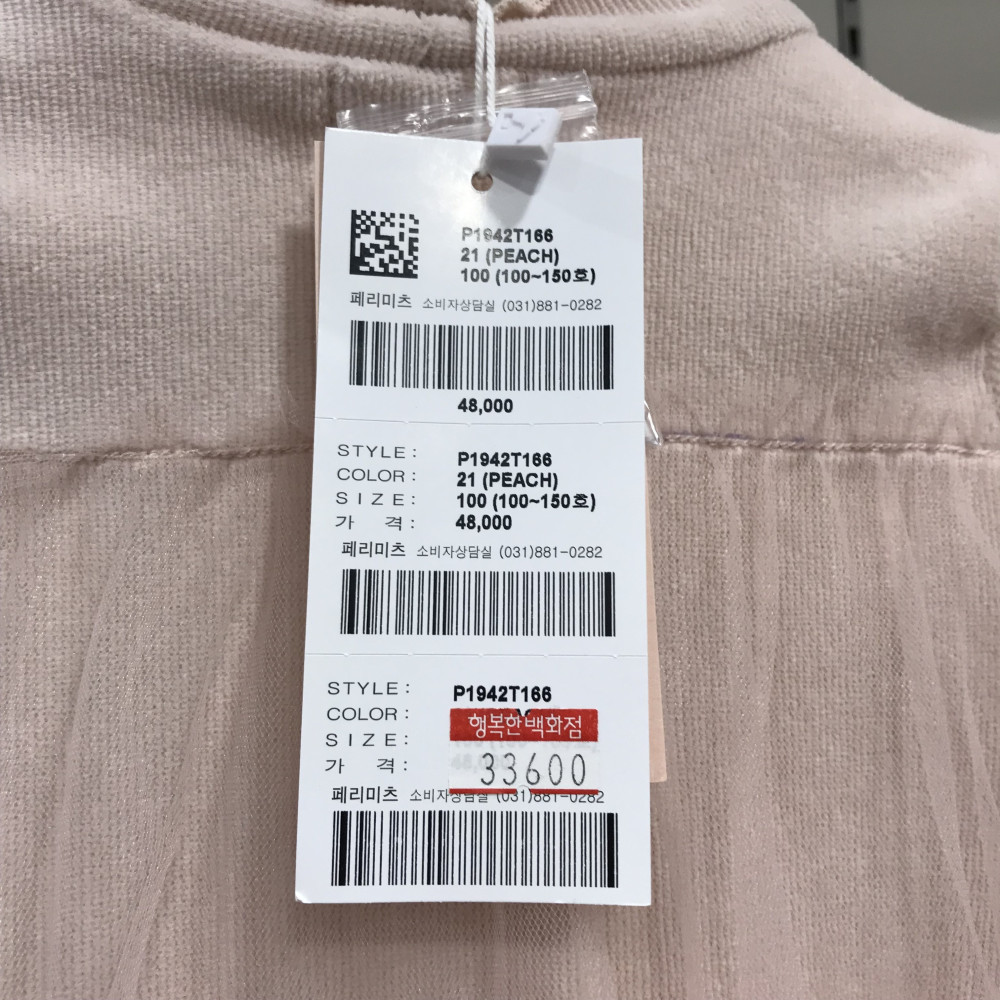 P1942T166
21 (PEACH)
100 (100~150호)
페리미츠 소비자상담실 (031)881-0282
48,000
STYLE : P1942T166
COLOR : 21 (PEACH)
SIZE : 100 (100~150호)
가 격 : 48,000
페리미츠 소비자상담실 (031)881-0282
STYLE : P1942T166
COLOR :
행복한백화점
SIZE :
가 격 : 33600
페리미츠 소비자상담실 (031)881-0282